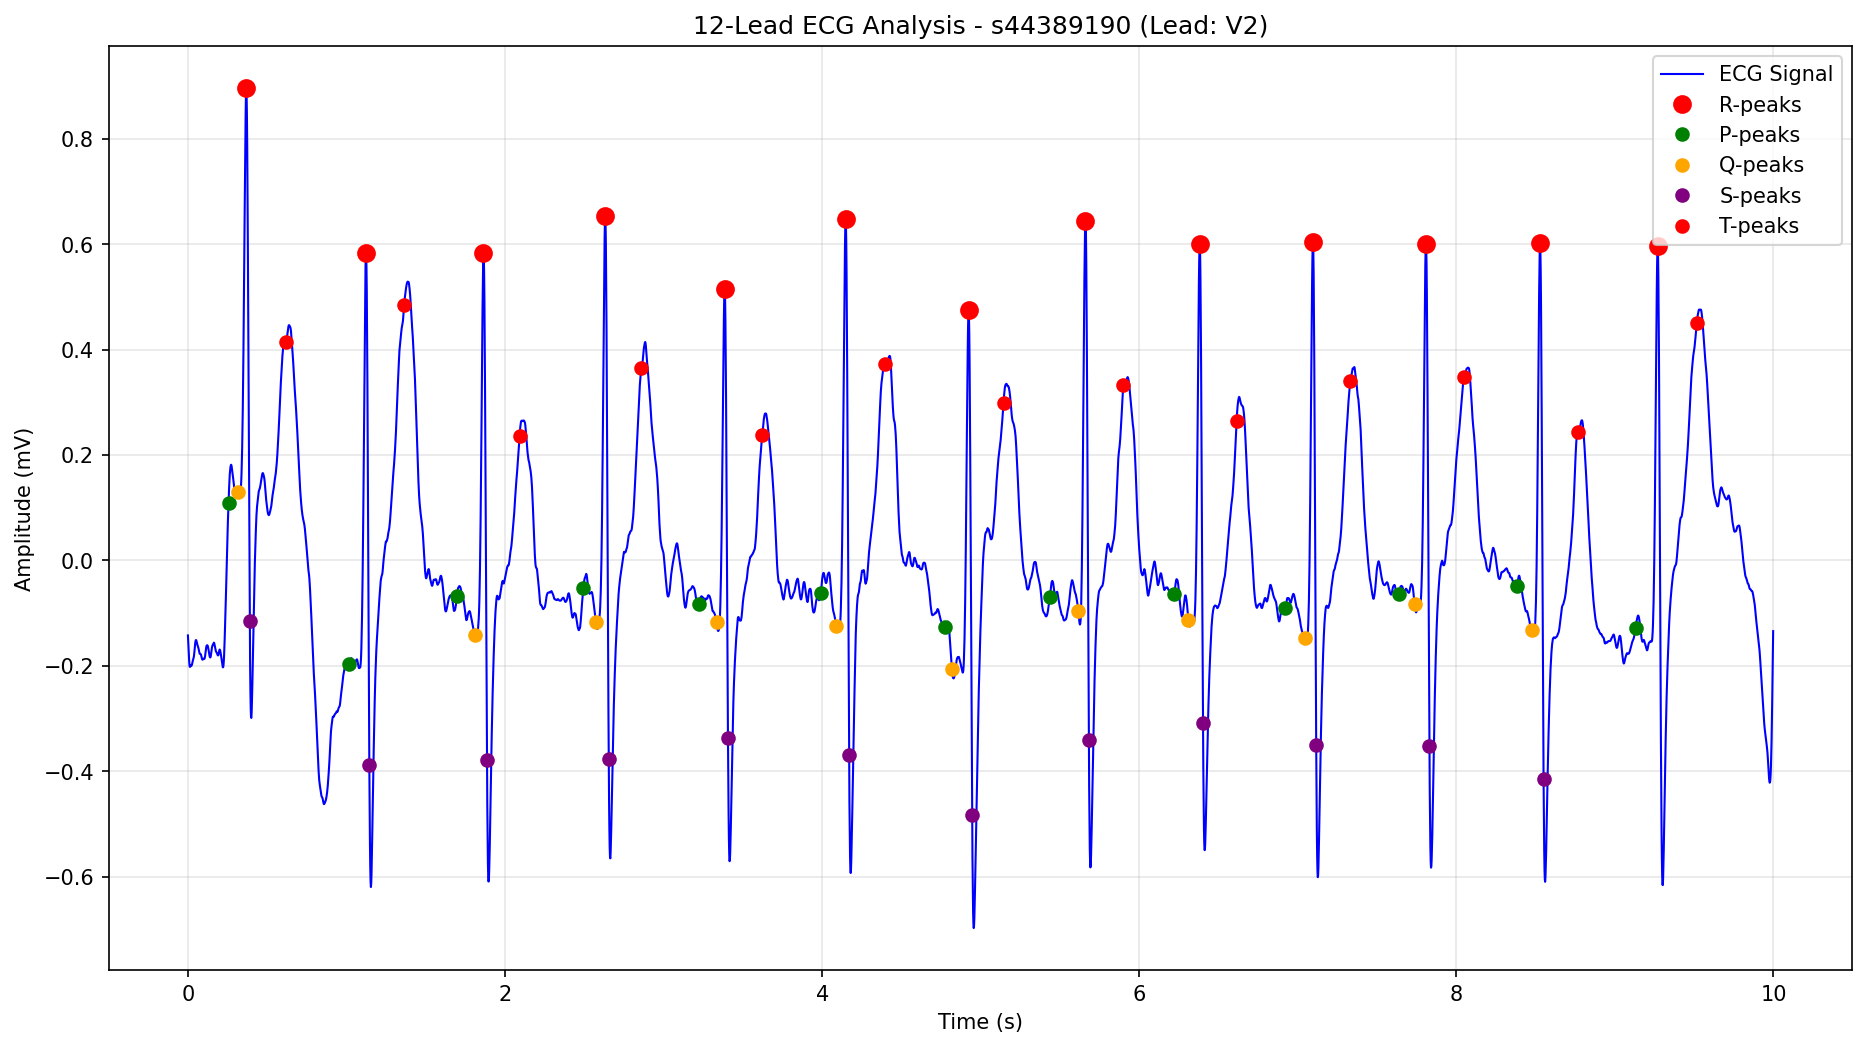 12-Lead ECG Analysis - s44389190 (Lead: V2)
ECG Signal
R-peaks
P-peaks
Q-peaks
S-peaks
T-peaks
Amplitude (mV)
0.8
0.6
0.4
0.2
0.0
−0.2
−0.4
−0.6
0 2 4 6 8 10
Time (s)